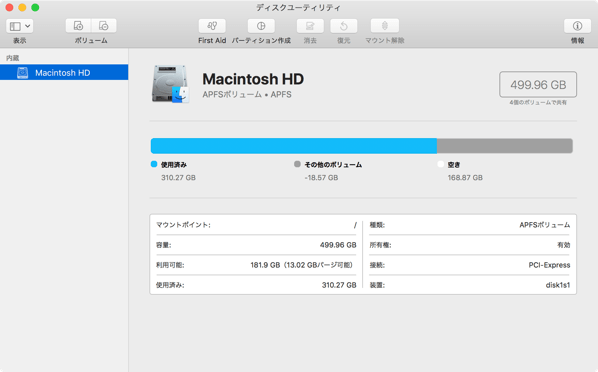 ディスクユーティリティ
表示
ボリューム
First Aid
パーティション作成
消去
復元
マウント解除
情報
内蔵
Macintosh HD
Macintosh HD
APFSボリューム • APFS
499.96 GB
4個のボリュームで共有
使用済み
310.27 GB
その他のボリューム
-18.57 GB
空き
168.87 GB
マウントポイント: /
容量: 499.96 GB
利用可能: 181.9 GB（13.02 GBパージ可能）
使用済み: 310.27 GB
種類: APFSボリューム
所有権: 有効
接続: PCI-Express
装置: disk1s1